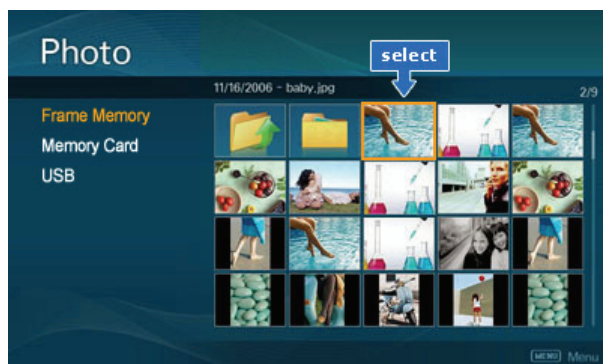 Photo
select
11/16/2006 - baby.jpg
2/9
Frame Memory
Memory Card
USB
MENU Menu